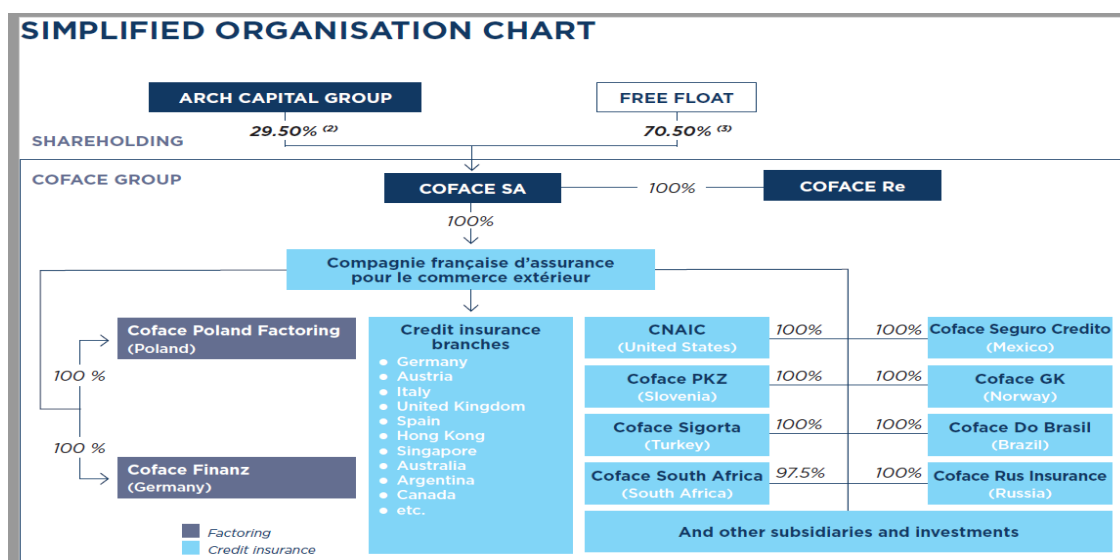 SIMPLIFIED ORGANISATION CHART
ARCH CAPITAL GROUP
FREE FLOAT
29.50% (2)
70.50% (3)
SHAREHOLDING
COFACE GROUP
COFACE SA
100%
COFACE Re
100%
Compagnie française d’assurance
pour le commerce extérieur
Coface Poland Factoring
(Poland)
100 %
100 %
Coface Finanz
(Germany)
Credit insurance
branches
● Germany
● Austria
● Italy
● United Kingdom
● Spain
● Hong Kong
● Singapore
● Australia
● Argentina
● Canada
● etc.
CNAIC
(United States)
100%
100%
Coface Seguro Credito
(Mexico)
Coface PKZ
(Slovenia)
100%
100%
Coface GK
(Norway)
Coface Sigorta
(Turkey)
100%
100%
Coface Do Brasil
(Brazil)
Coface South Africa
(South Africa)
97.5%
100%
Coface Rus Insurance
(Russia)
And other subsidiaries and investments
Factoring
Credit insurance